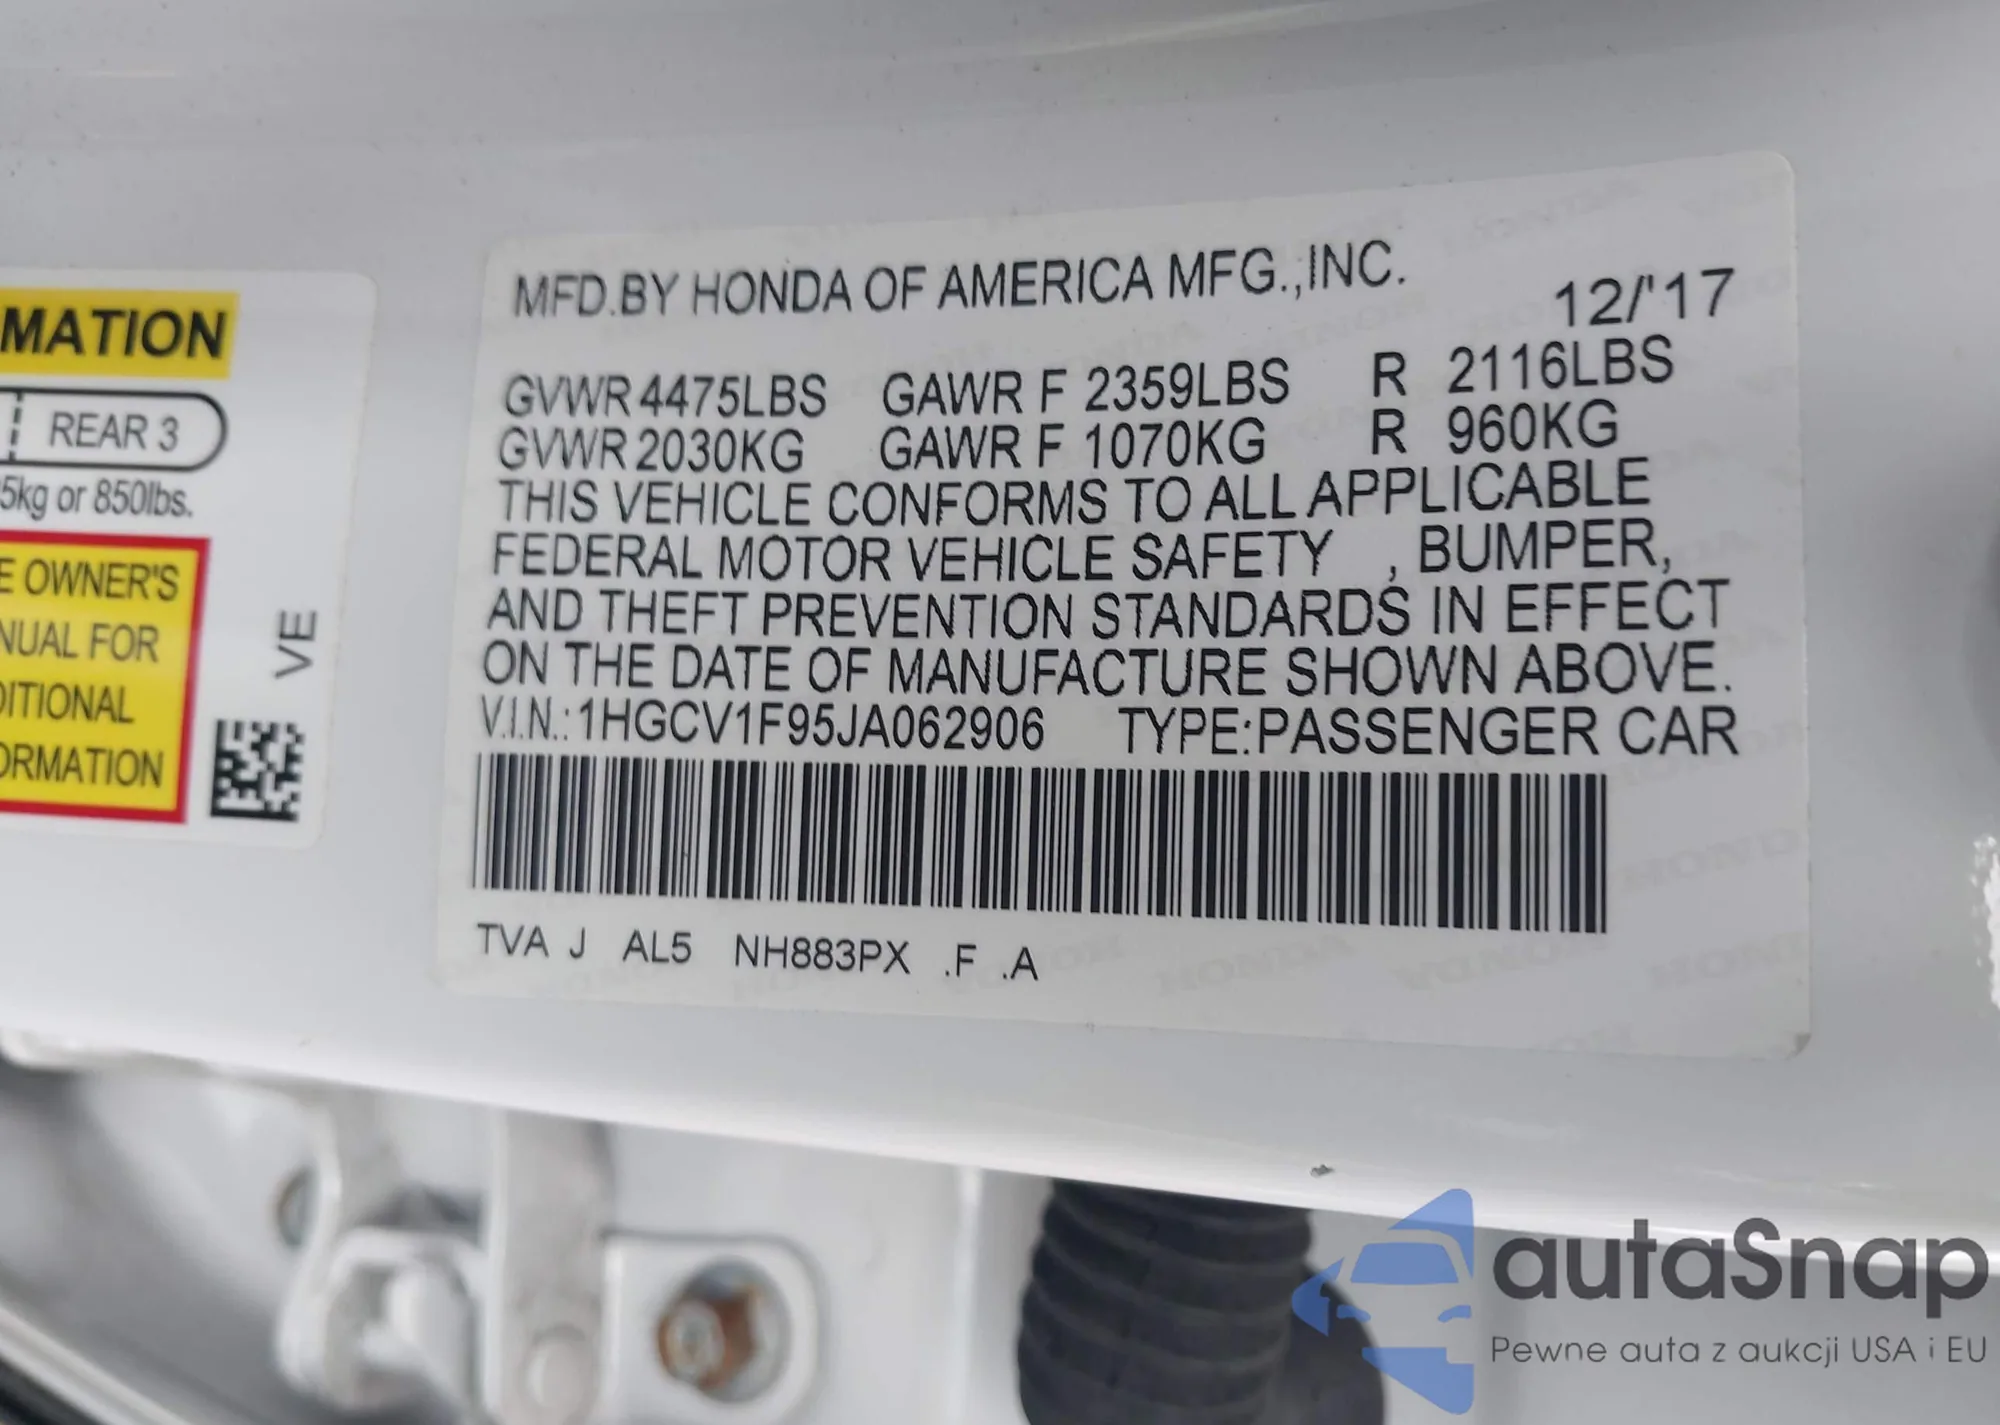 MATION
REAR 3
5kg or 850lbs.
E OWNER'S
NUAL FOR
DITIONAL
ORMATION
VE
MFD.BY HONDA OF AMERICA MFG.,INC.
12/'17
GVWR 4475LBS GAWR F 2359LBS R 2116LBS
GVWR 2030KG GAWR F 1070KG R 960KG
THIS VEHICLE CONFORMS TO ALL APPLICABLE
FEDERAL MOTOR VEHICLE SAFETY , BUMPER,
AND THEFT PREVENTION STANDARDS IN EFFECT
ON THE DATE OF MANUFACTURE SHOWN ABOVE.
V.I.N.: 1HGCV1F95JA062906 TYPE:PASSENGER CAR
TVA J AL5 NH883PX .F .A
autaSnap
Pewne auta z aukcji USA i EU